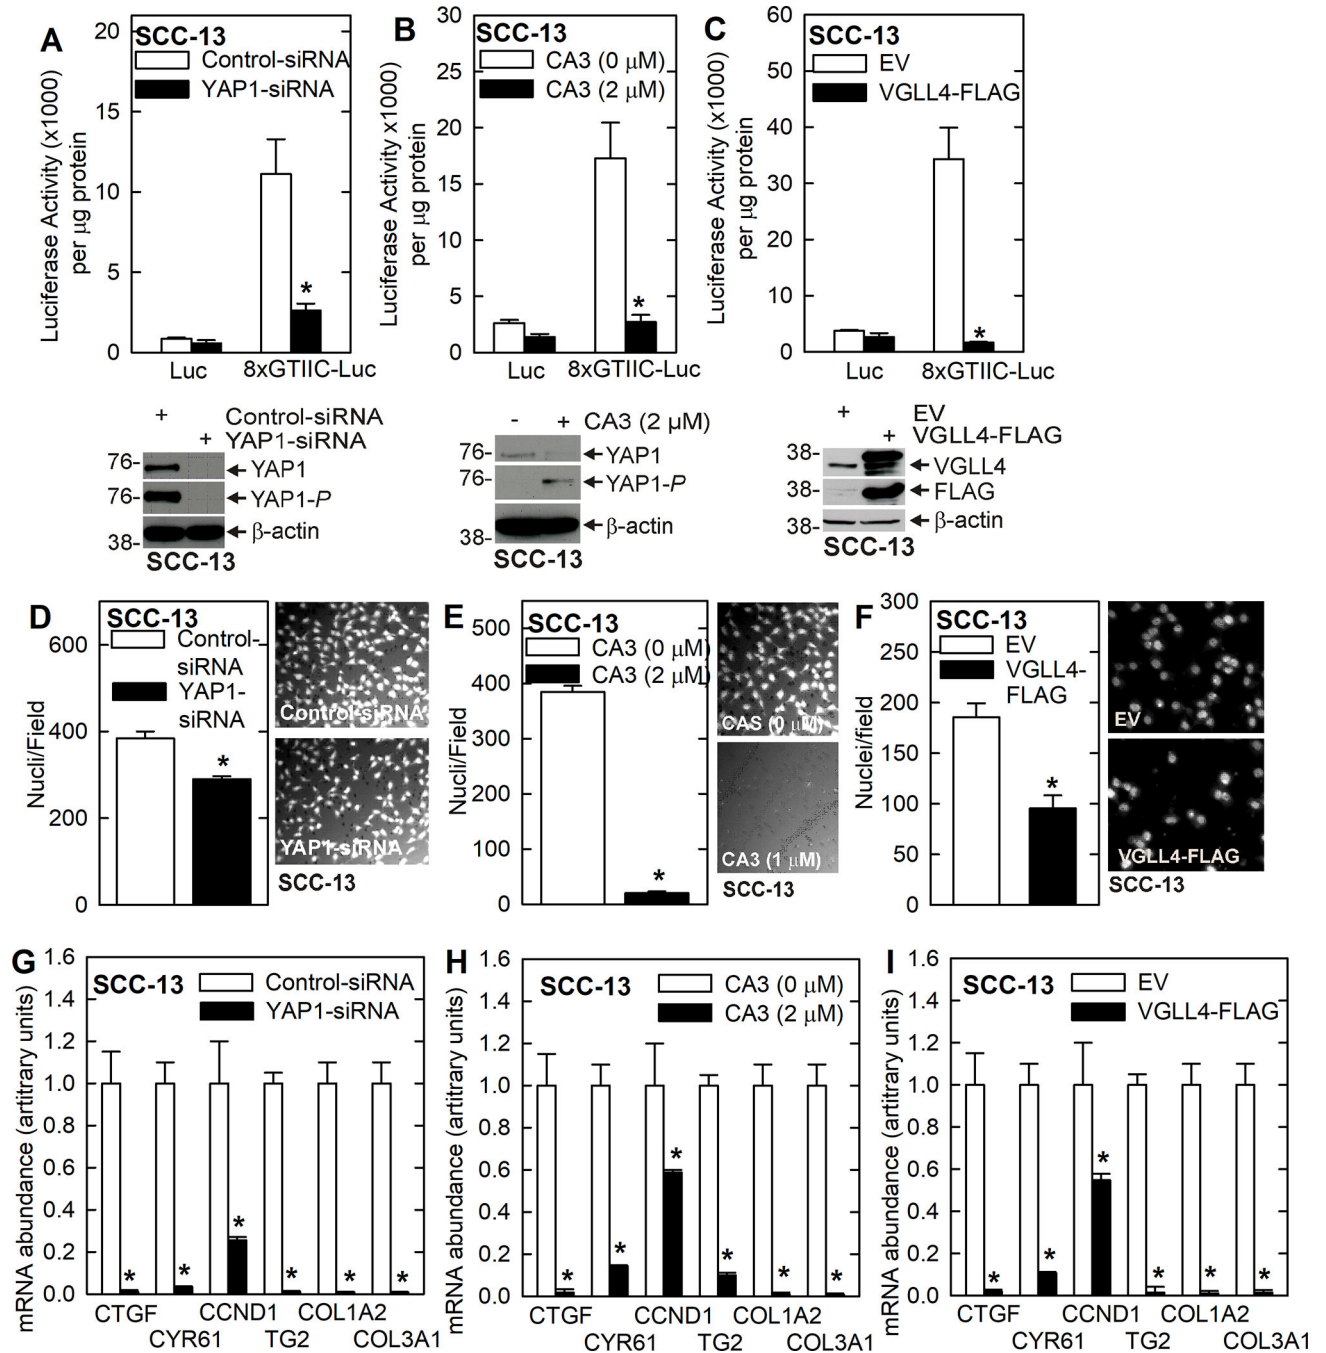 A
SCC-13
Control-siRNA
YAP1-siRNA
Luciferase Activity (x1000)
per μg protein
20
15
10
5
0
*
Luc
8xGTIIC-Luc
+ Control-siRNA
+ YAP1-siRNA
76- YAP1
76- YAP1-P
38- β-actin
SCC-13
B
SCC-13
CA3 (0 μM)
CA3 (2 μM)
Luciferase Activity x1000)
per μg protein
30
25
20
15
10
5
0
*
Luc
8xGTIIC-Luc
- + CA3 (2 μM)
76- YAP1
76- YAP1-P
38- β-actin
SCC-13
C
SCC-13
EV
VGLL4-FLAG
Luciferase Activity (x1000)
per μg protein
60
50
40
30
20
10
0
*
Luc
8xGTIIC-Luc
+ EV
+ VGLL4-FLAG
38- VGLL4
38- FLAG
38- β-actin
SCC-13
D
SCC-13
Control-
siRNA
YAP1-
siRNA
Nucli/Field
600
400
200
0
*
Control-siRNA
YAP1-siRNA
SCC-13
E
SCC-13
CA3 (0 μM)
CA3 (2 μM)
Nucli/Field
500
400
300
200
100
0
*
CAS (0 μM)
CA3 (1 μM)
SCC-13
F
SCC-13
EV
VGLL4-
FLAG
Nuclei/field
300
250
200
150
100
50
0
*
EV
VGLL4-FLAG
SCC-13
G
SCC-13
Control-siRNA
YAP1-siRNA
mRNA abundance (artitrary units)
1.6
1.4
1.2
1.0
0.8
0.6
0.4
0.2
0.0
* * * * * *
CTGF CCND1 COL1A2
CYR61 TG2 COL3A1
H
SCC-13
CA3 (0 μM)
CA3 (2 μM)
mRNA abundance (artitrary units)
1.6
1.4
1.2
1.0
0.8
0.6
0.4
0.2
0.0
* * * * * *
CTGF CCND1 COL1A2
CYR61 TG2 COL3A1
I
SCC-13
EV
VGLL4-FLAG
mRNA abundance (artitrary units)
1.6
1.4
1.2
1.0
0.8
0.6
0.4
0.2
0.0
* * * * * *
CTGF CCND1 COL1A2
CYR61 TG2 COL3A1